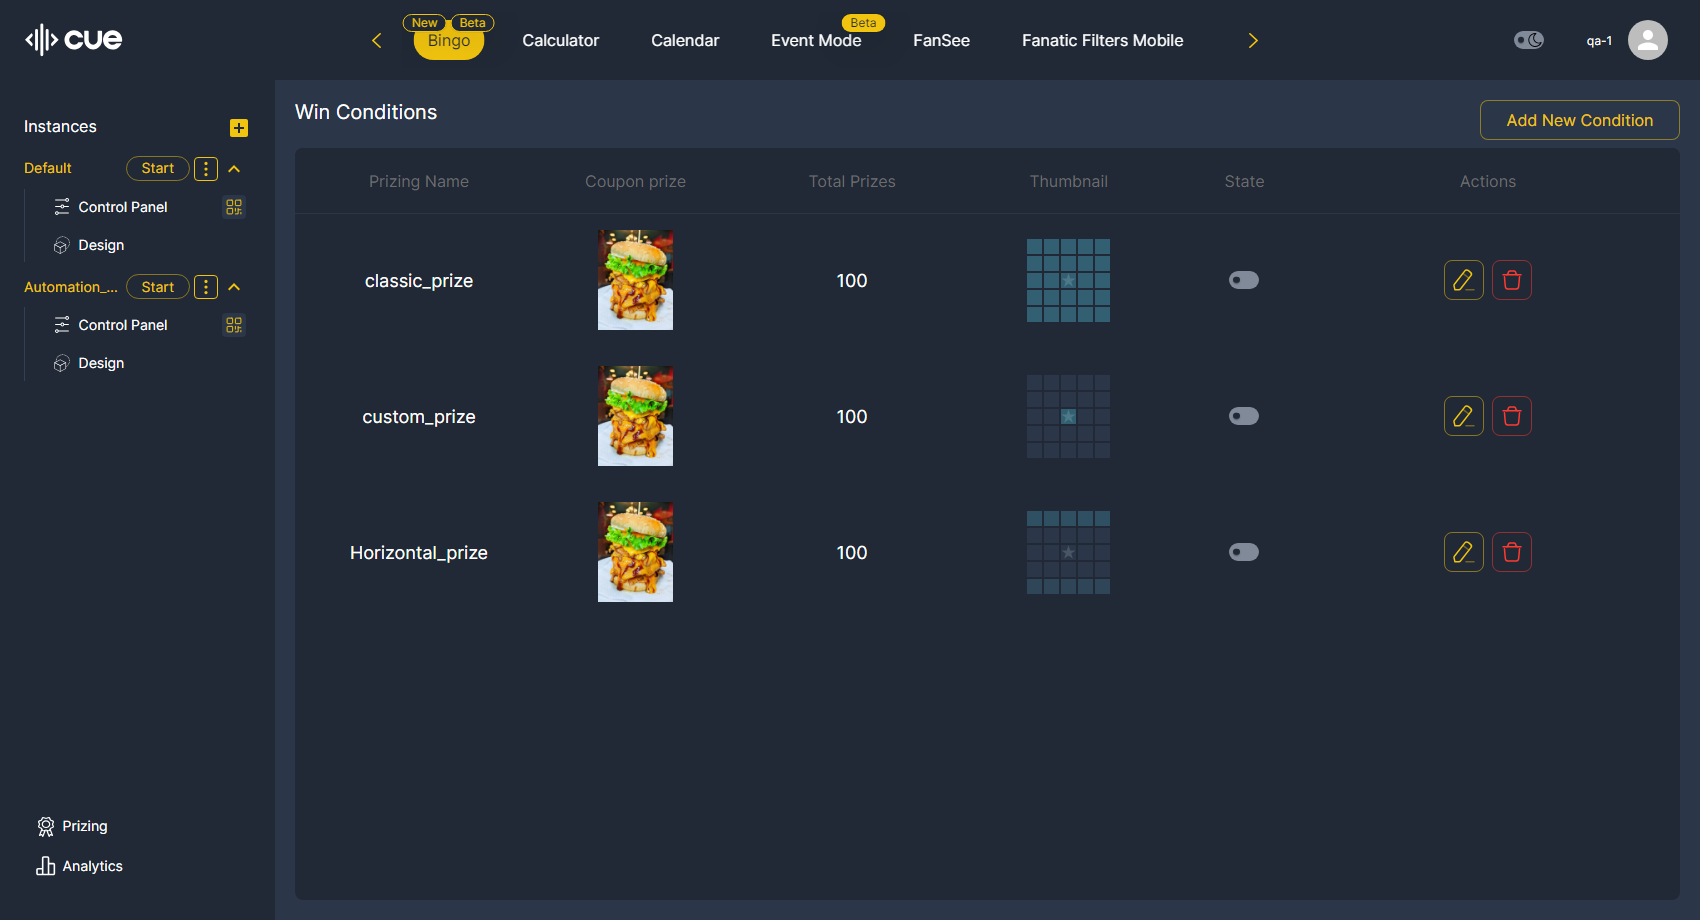 cue
New Beta
Bingo
Calculator
Calendar
Event Mode
Beta
FanSee
Fanatic Filters Mobile
qa-1
Instances
Default
Start
Control Panel
Design
Automation_...
Start
Control Panel
Design
Prizing
Analytics
Win Conditions
Add New Condition
Prizing Name Coupon prize Total Prizes Thumbnail State Actions
classic_prize 100
custom_prize 100
Horizontal_prize 100